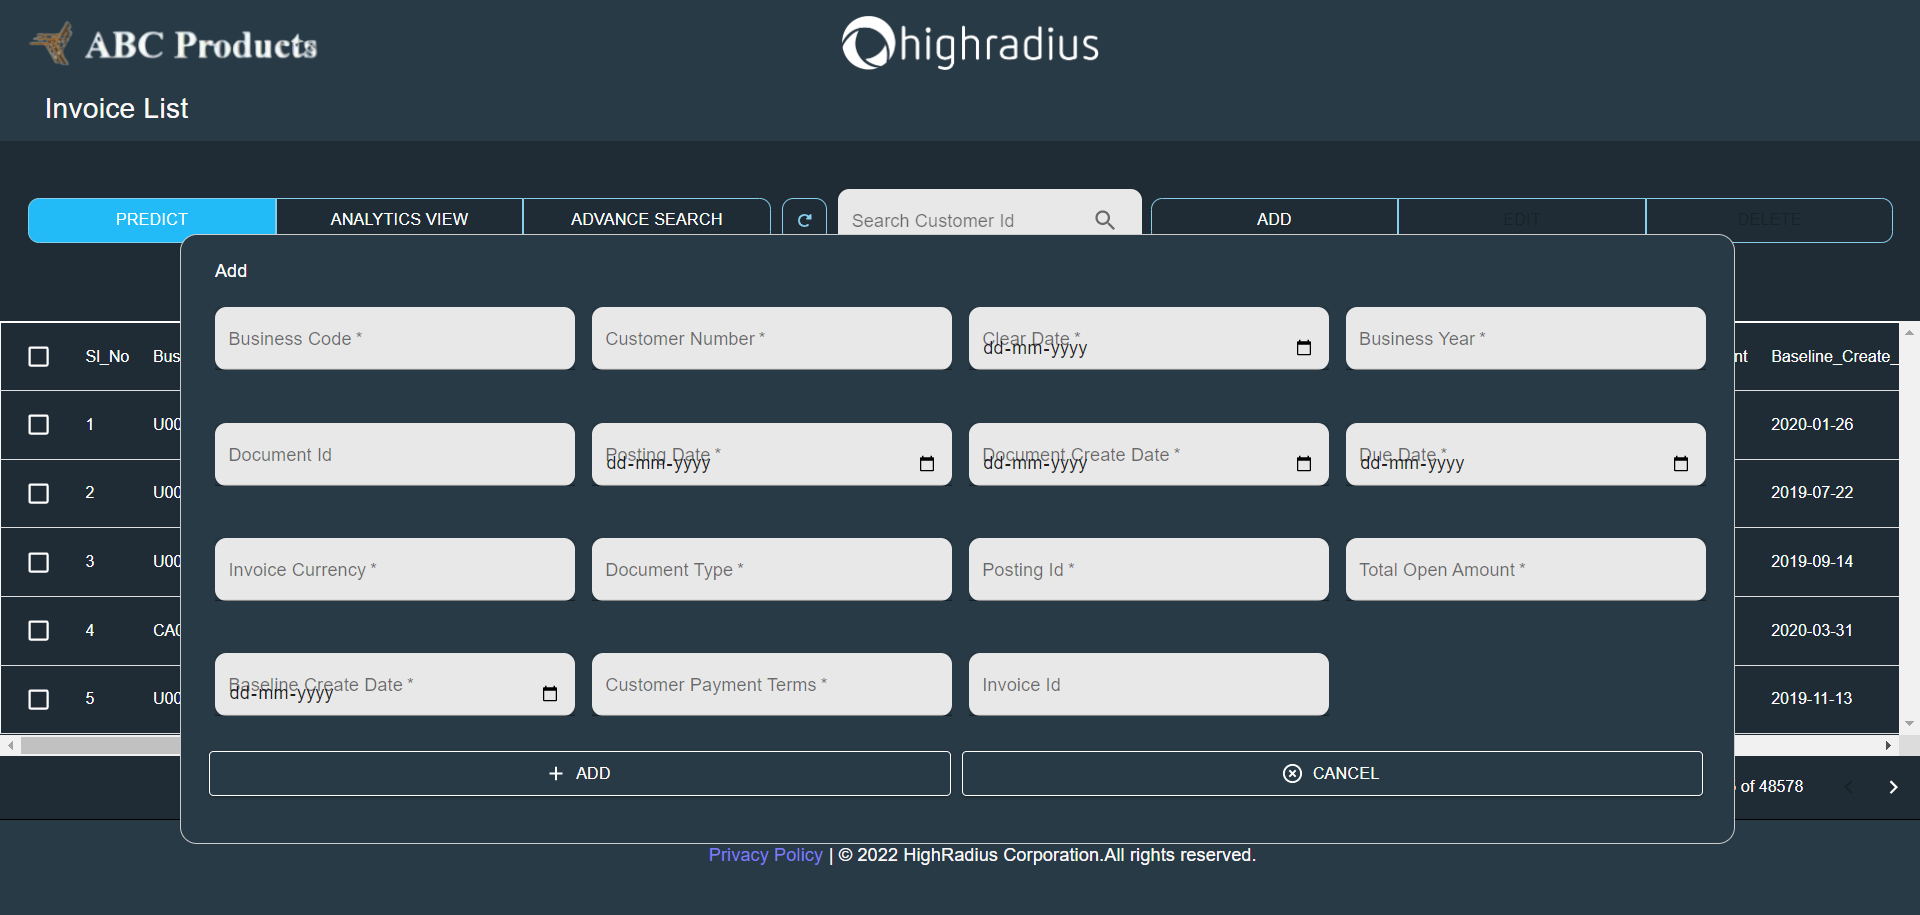 ABC Products
highradius
Invoice List
PREDICT
ANALYTICS VIEW
ADVANCE SEARCH
Search Customer Id
ADD
EDIT
DELETE
Add
Business Code *
Customer Number *
Clear Date *
dd-mm-yyyy
Business Year *
Document Id
Posting Date *
dd-mm-yyyy
Document Create Date *
dd-mm-yyyy
Due Date *
dd-mm-yyyy
Invoice Currency *
Document Type *
Posting Id *
Total Open Amount *
Baseline Create Date *
dd-mm-yyyy
Customer Payment Terms *
Invoice Id
+ ADD
CANCEL
Sl_No Bus nt Baseline_Create_
1 U00 2020-01-26
2 U00 2019-07-22
3 U00 2019-09-14
4 CA0 2020-03-31
5 U00 2019-11-13
of 48578
Privacy Policy | © 2022 HighRadius Corporation.All rights reserved.